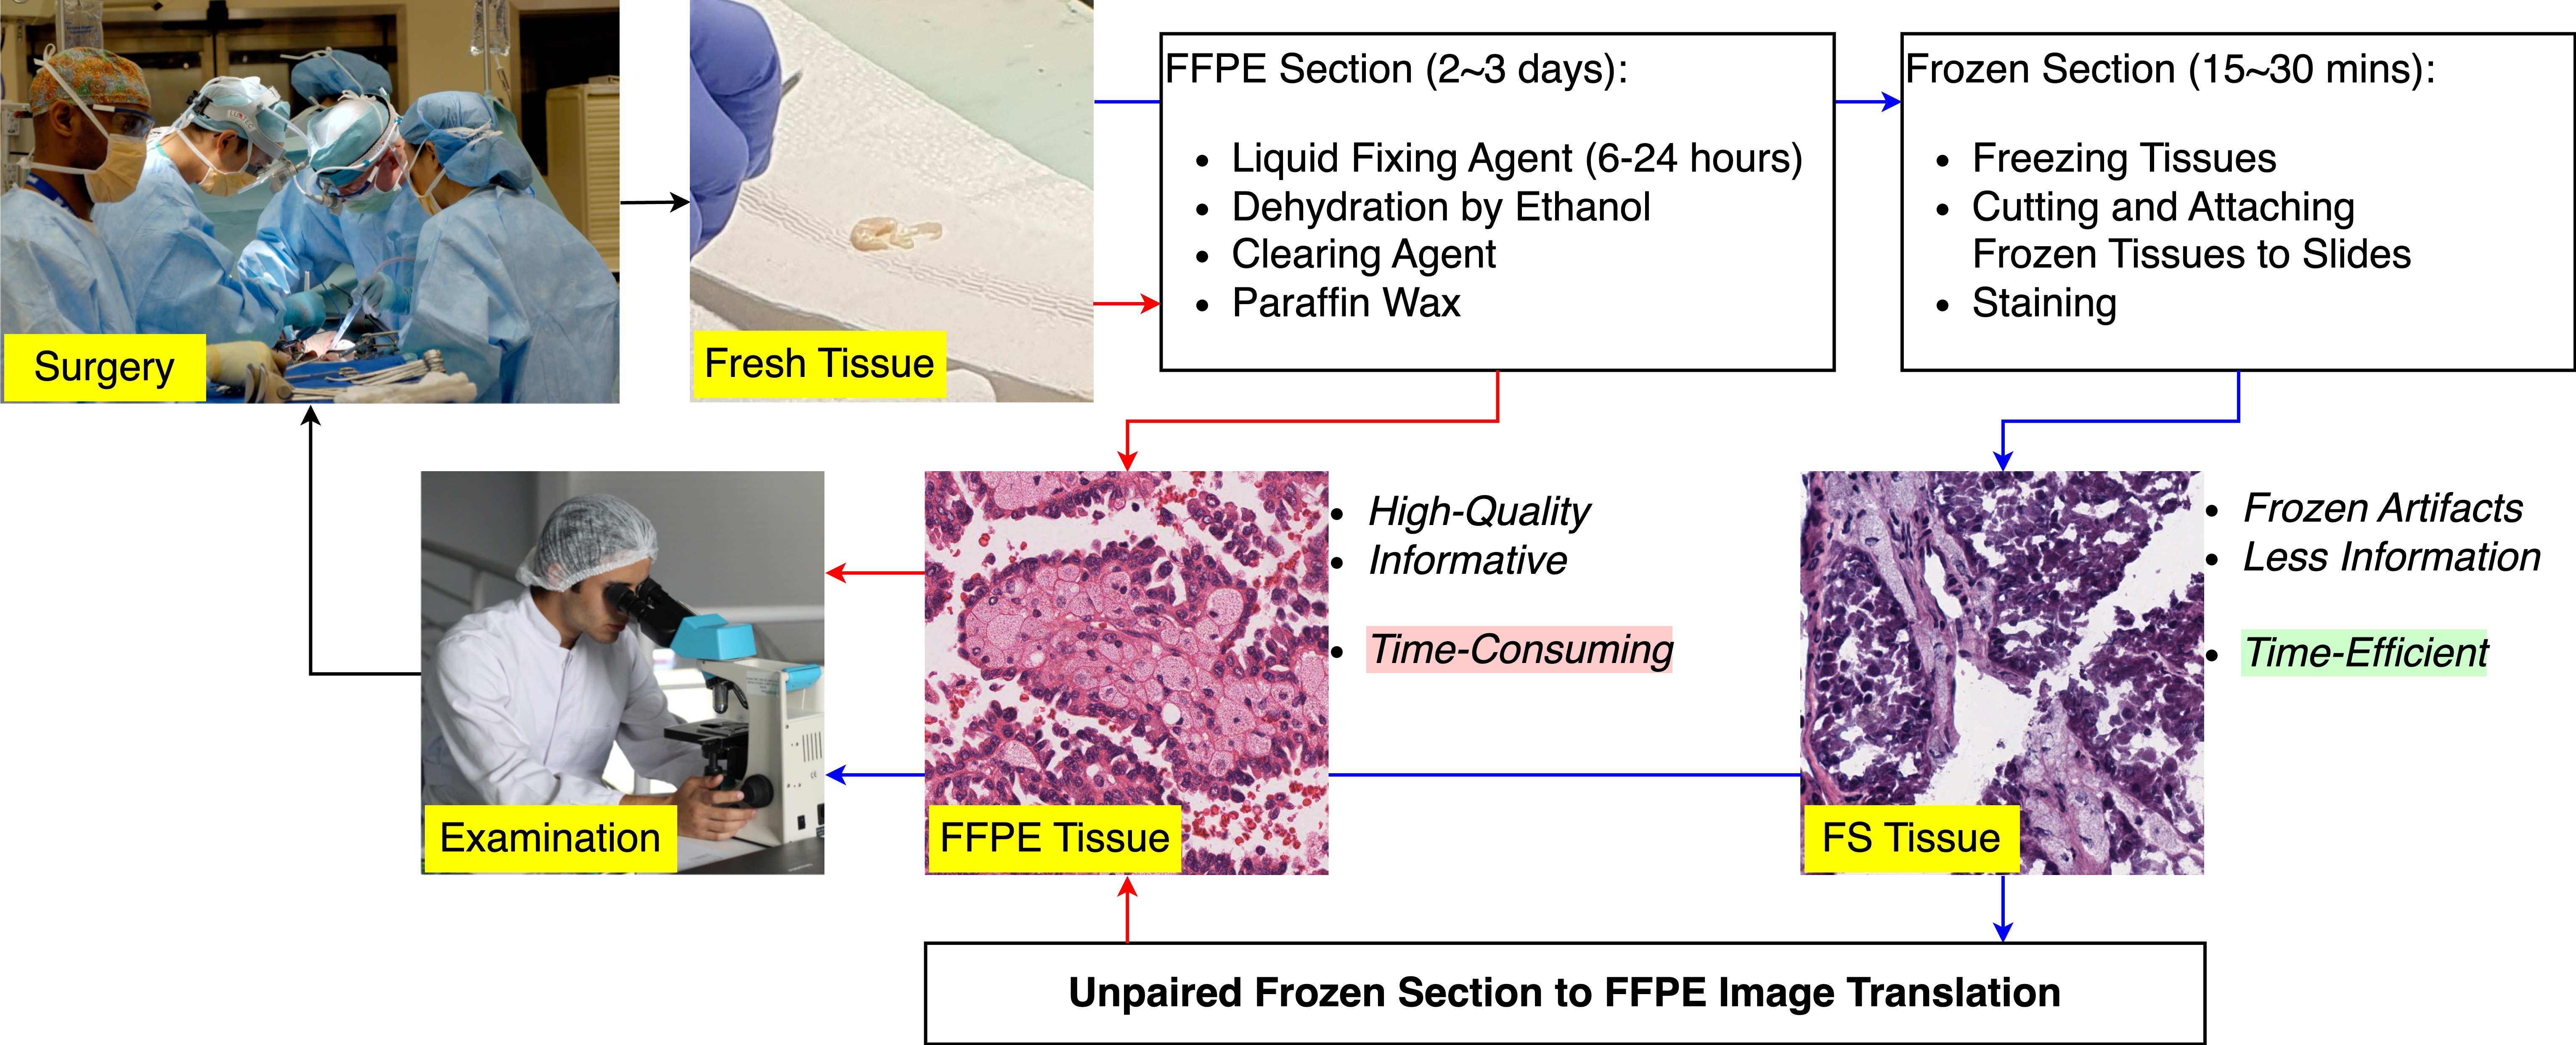 FFPE Section (2~3 days):
• Liquid Fixing Agent (6-24 hours)
• Dehydration by Ethanol
• Clearing Agent
• Paraffin Wax
Frozen Section (15~30 mins):
• Freezing Tissues
• Cutting and Attaching
Frozen Tissues to Slides
• Staining
Surgery
Fresh Tissue
• High-Quality
• Informative
• Time-Consuming
• Frozen Artifacts
• Less Information
• Time-Efficient
Examination
FFPE Tissue
FS Tissue
Unpaired Frozen Section to FFPE Image Translation